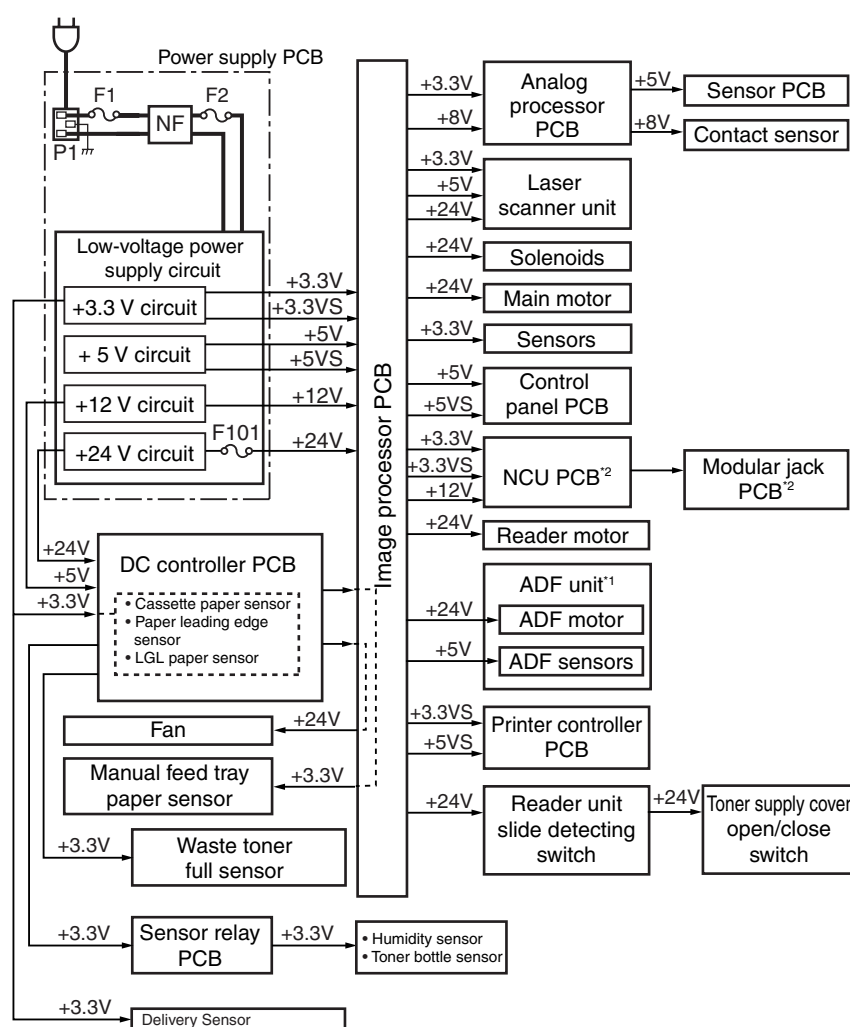 Power supply PCB
F1
F2
NF
P1
Low-voltage power
supply circuit
+3.3 V circuit
+ 5 V circuit
+12 V circuit
+24 V circuit
F101
+3.3V
+3.3VS
+5V
+5VS
+12V
+24V
Image processor PCB
+3.3V
+8V
Analog
processor
PCB
+5V
Sensor PCB
+8V
Contact sensor
+3.3V
+5V
+24V
Laser
scanner unit
+24V
Solenoids
+24V
Main motor
+3.3V
Sensors
+5V
+5VS
Control
panel PCB
+3.3V
+3.3VS
+12V
NCU PCB*2
Modular jack
PCB*2
+24V
Reader motor
ADF unit*1
+24V
ADF motor
+5V
ADF sensors
+3.3VS
+5VS
Printer controller
PCB
+24V
Reader unit
slide detecting
switch
+24V
Toner supply cover
open/close
switch
+24V
+5V
+3.3V
DC controller PCB
• Cassette paper sensor
• Paper leading edge
sensor
• LGL paper sensor
Fan
+24V
Manual feed tray
paper sensor
+3.3V
+3.3V
Waste toner
full sensor
+3.3V
Sensor relay
PCB
+3.3V
• Humidity sensor
• Toner bottle sensor
+3.3V
Delivery Sensor